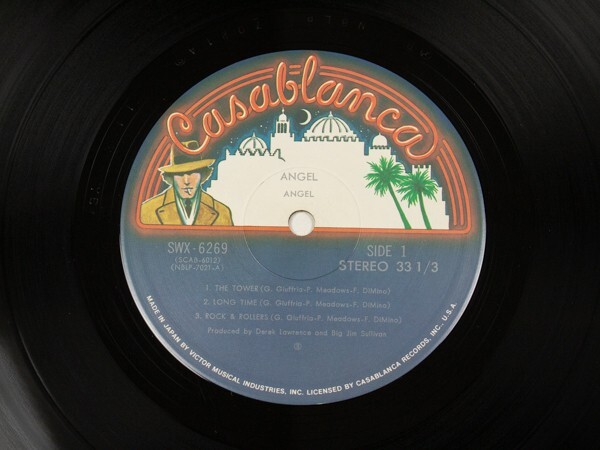 Casablanca
ANGEL
ANGEL
SWX-6269
(SCAB-6012)
(NBLP-7021-A)
SIDE 1
STEREO 33 1/3
1. THE TOWER (G. Giuffria-P. Meadows-F. DiMino)
2. LONG TIME (G. Giuffria-P. Meadows-F. DiMino)
3. ROCK & ROLLERS (G. Giuffria-P. Meadows-F. DiMino)
Produced by Derek Lawrence and Big Jim Sullivan
MADE IN JAPAN BY VICTOR MUSICAL INDUSTRIES, INC. LICENSED BY CASABLANCA RECORDS, INC., U.S.A.